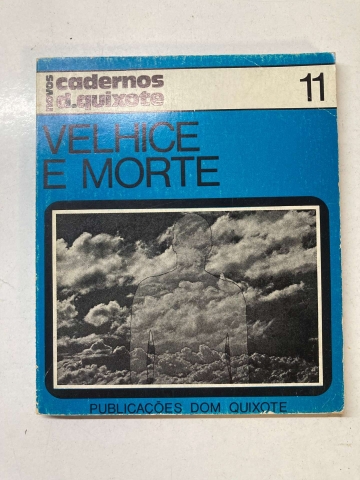 novos
cadernos
d.quixote
11
VELHICE
E MORTE
PUBLICAÇÕES DOM QUIXOTE